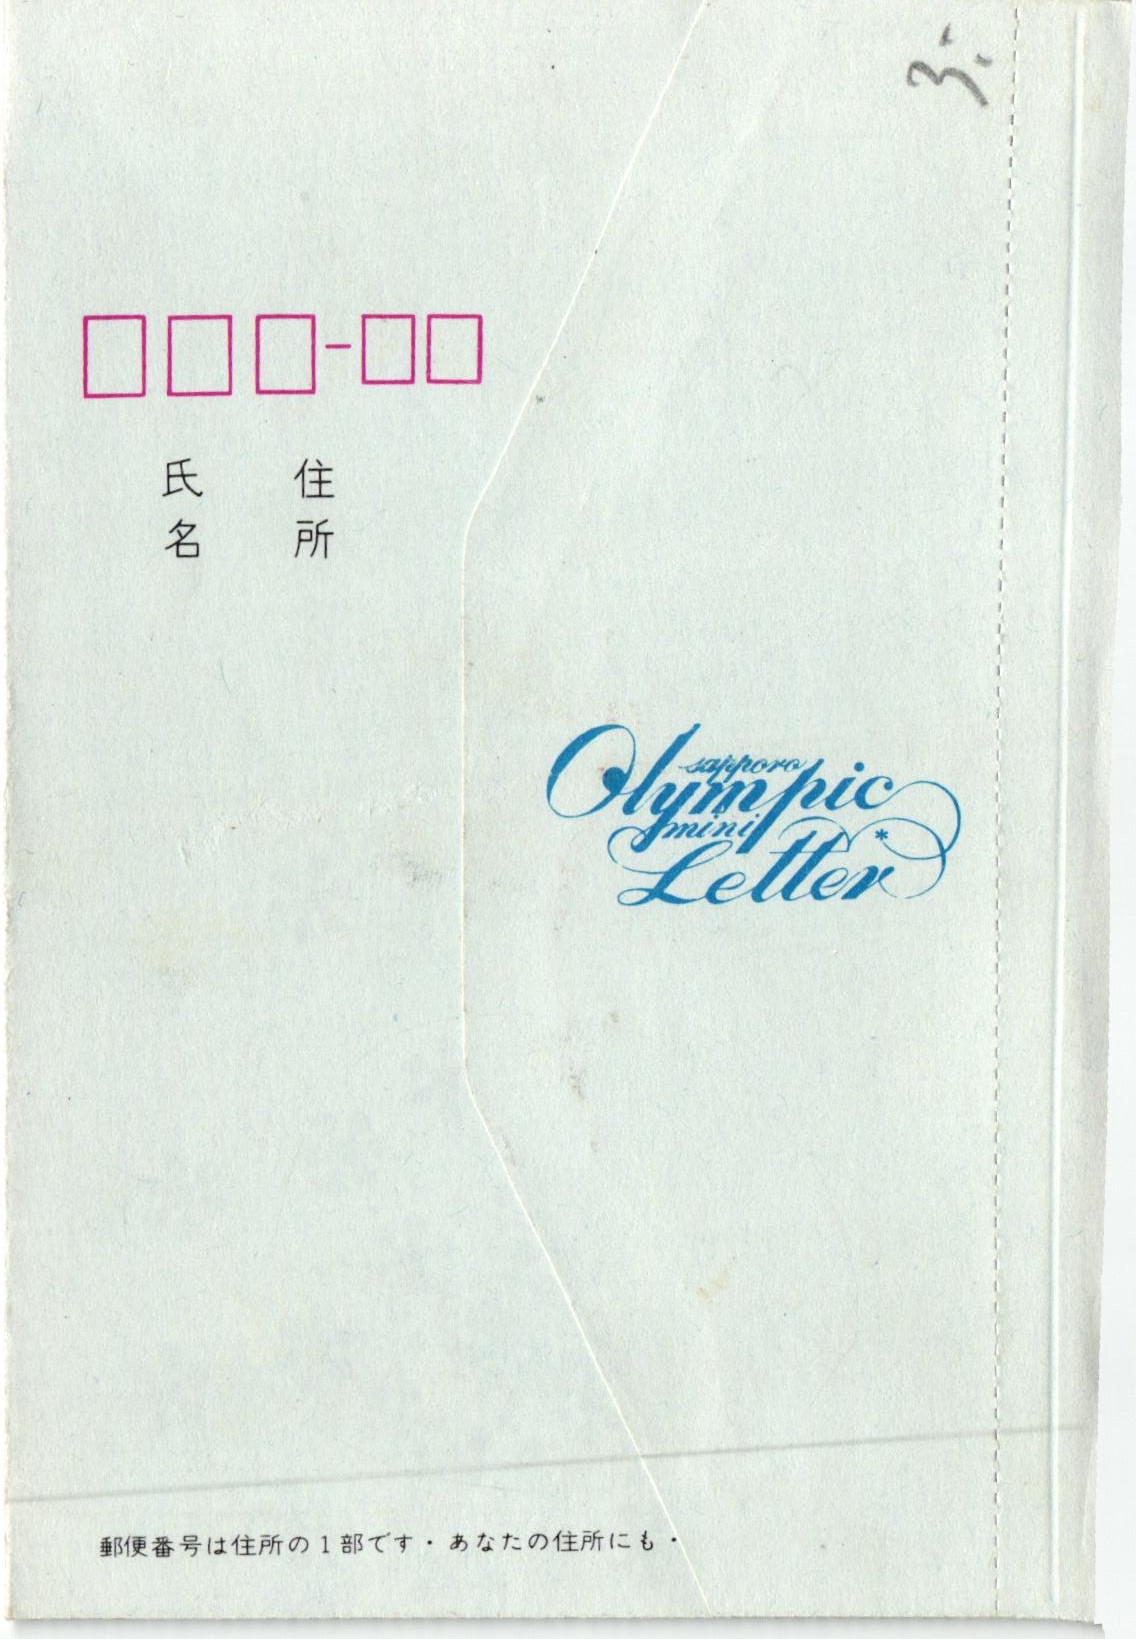 住所
氏名
sapporo
Olympic
mini
Letter
郵便番号は住所の1部です・あなたの住所にも・